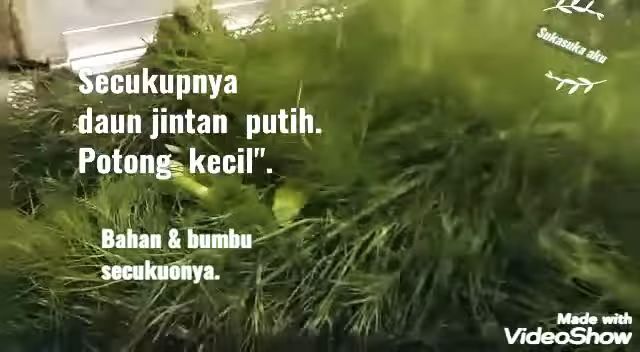 Sukasuka aku
Secukupnya
daun jintan putih.
Potong kecil".
Bahan & bumbu
secukuonya.
Made with
VideoShow